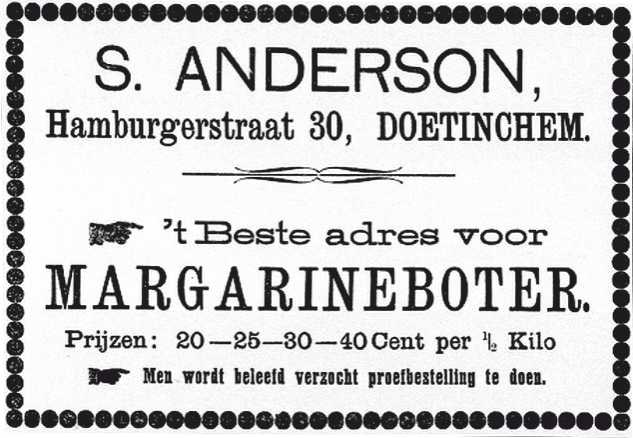 S. ANDERSON,
Hamburgerstraat 30, DOETINCHEM.
't Beste adres voor
MARGARINEBOTER.
Prijzen: 20—25—30—40 Cent per ½ Kilo
Men wordt beleefd verzocht proefbestelling te doen.